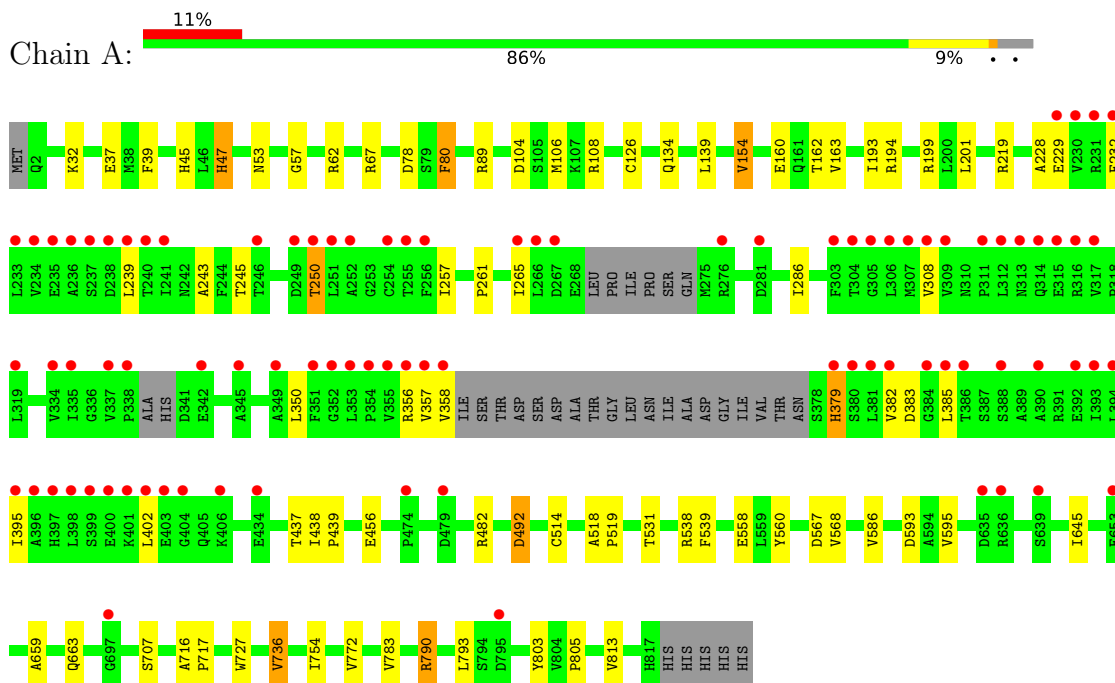 11%
Chain A:
86% 9% • •
MET Q2 K32 E37 M38 F39 H45 L46 H47 N53 G57 R62 R67 D78 S79 F80 R89 D104 S105 M106 K107 R108 C126 Q134 L139 V154 E160 Q161 T162 V163 I193 R194 R199 L200 L201 R219 A228 E229 V230 R231
L233 V234 E235 A236 S237 D238 L239 T240 I241 N242 A243 F244 T245 T246 D249 T250 L251 A252 G253 C254 T255 F256 I257 P261 I265 L266 D267 E268 LEU PRO ILE PRO SER GLN M275 R276 D281 I286 F303 T304 G305 L306 M307 V308 V309 N310 P311 L312 N313 Q314 E315 R316 V317
L319 V334 I335 G336 V337 P338 ALA HIS D341 E342 A345 A349 L350 F351 G352 L353 P354 V355 R356 V357 V358 ILE SER THR ASP SER ASP ALA THR GLY LEU ASN ILE ALA ASP GLY ILE VAL THR ASN S378 H379 S380 L381 V382 D383 G384 L385 T386 S387 S388 A389 A390 R391 E392 I393 L394
I395 A396 H397 L398 S399 E400 K401 L402 E403 G404 Q405 K406 E434 T437 I438 P439 E456 P474 D479 R482 D492 C514 A518 P519 T531 R538 F539 E558 L559 Y560 D567 V568 V586 D593 A594 V595 D635 R636 S639 I645
A659 Q663 G697 S707 A716 P717 W727 V736 I754 V772 V783 R790 L793 S794 D795 Y803 V804 P805 V813 H817 HIS HIS HIS HIS HIS